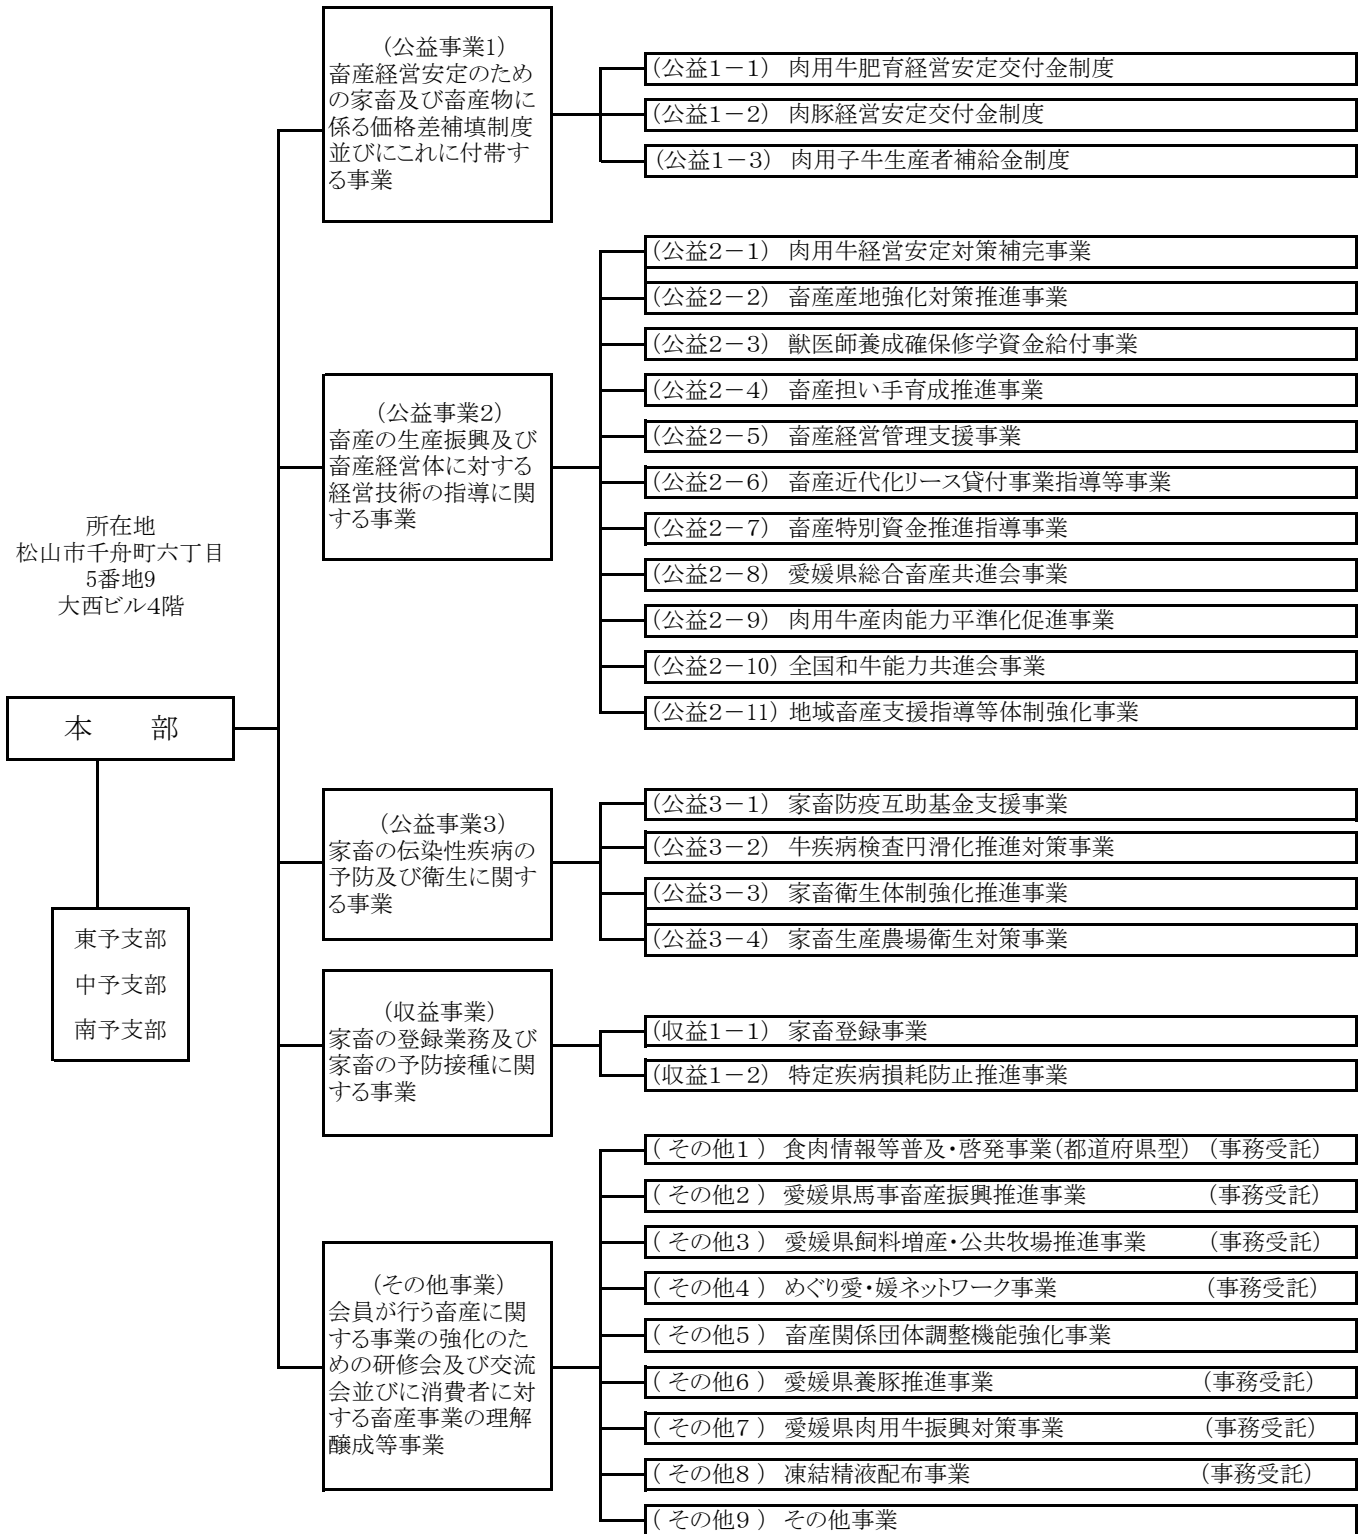 所在地
松山市千舟町六丁目
5番地9
大西ビル4階
本　　部
東予支部
中予支部
南予支部
(公益事業1)
畜産経営安定のため
の家畜及び畜産物に
係る価格差補填制度
並びにこれに付帯す
る事業
(公益1－1) 肉用牛肥育経営安定交付金制度
(公益1－2) 肉豚経営安定交付金制度
(公益1－3) 肉用子牛生産者補給金制度
(公益事業2)
畜産の生産振興及び
畜産経営体に対する
経営技術の指導に関
する事業
(公益2－1) 肉用牛経営安定対策補完事業
(公益2－2) 畜産産地強化対策推進事業
(公益2－3) 獣医師養成確保修学資金給付事業
(公益2－4) 畜産担い手育成推進事業
(公益2－5) 畜産経営管理支援事業
(公益2－6) 畜産近代化リース貸付事業指導等事業
(公益2－7) 畜産特別資金推進指導事業
(公益2－8) 愛媛県総合畜産共進会事業
(公益2－9) 肉用牛産肉能力平準化促進事業
(公益2－10) 全国和牛能力共進会事業
(公益2－11) 地域畜産支援指導等体制強化事業
(公益事業3)
家畜の伝染性疾病の
予防及び衛生に関す
る事業
(公益3－1) 家畜防疫互助基金支援事業
(公益3－2) 牛疾病検査円滑化推進対策事業
(公益3－3) 家畜衛生体制強化推進事業
(公益3－4) 家畜生産農場衛生対策事業
(収益事業)
家畜の登録業務及び
家畜の予防接種に関
する事業
(収益1－1) 家畜登録事業
(収益1－2) 特定疾病損耗防止推進事業
(その他事業)
会員が行う畜産に関
する事業の強化のた
めの研修会及び交流
会並びに消費者に対
する畜産事業の理解
醸成等事業
( その他1 ) 食肉情報等普及・啓発事業(都道府県型) (事務受託)
( その他2 ) 愛媛県馬事畜産振興推進事業 (事務受託)
( その他3 ) 愛媛県飼料増産・公共牧場推進事業 (事務受託)
( その他4 ) めぐり愛・媛ネットワーク事業 (事務受託)
( その他5 ) 畜産関係団体調整機能強化事業
( その他6 ) 愛媛県養豚推進事業 (事務受託)
( その他7 ) 愛媛県肉用牛振興対策事業 (事務受託)
( その他8 ) 凍結精液配布事業 (事務受託)
( その他9 ) その他事業